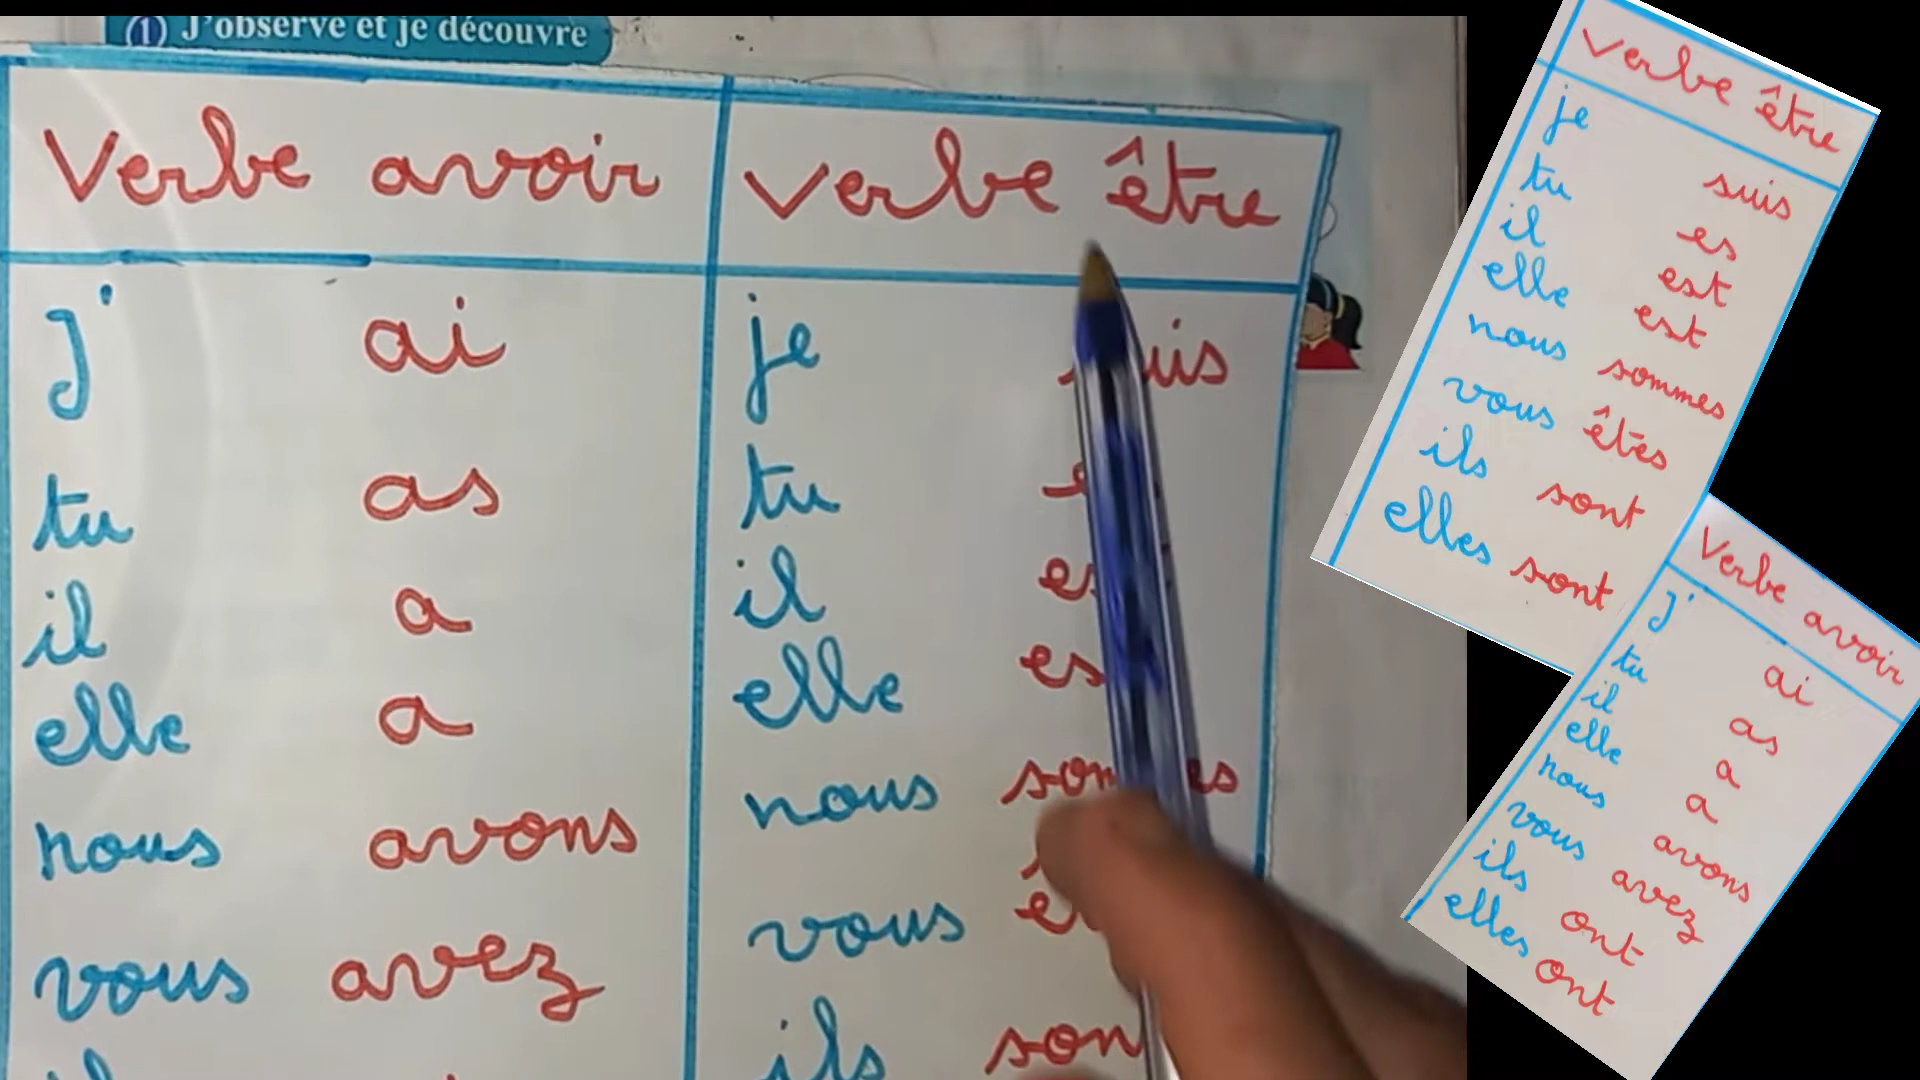 1 J'observe et je découvre
Verbe avoir
j' ai
tu as
il a
elle a
nous avons
vous avez
Verbe être
je
tu
il
elle
nous
vous
ils
Verbe être
je suis
tu es
il est
elle est
nous sommes
vous êtes
ils sont
elles sont
Verbe avoir
j' ai
tu as
il a
elle a
nous avons
vous avez
ils ont
elles ont